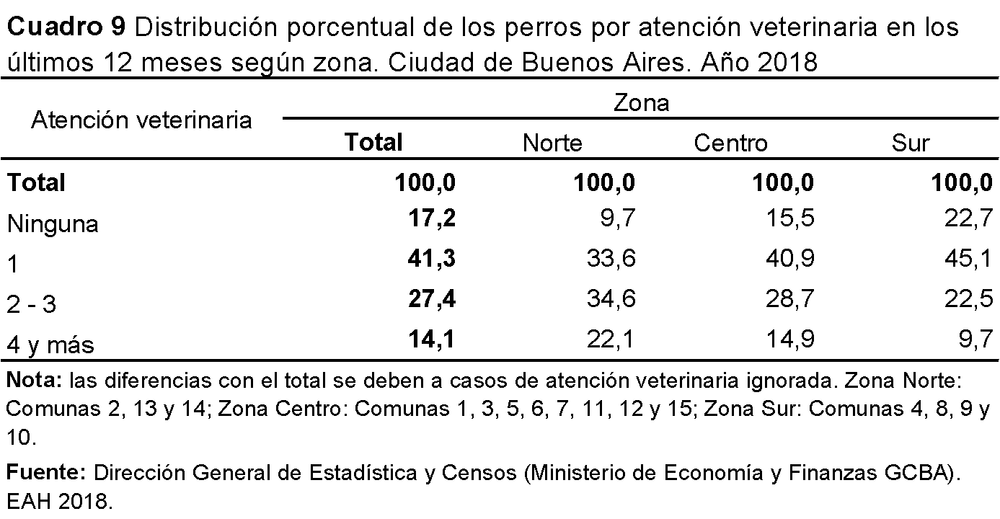 Cuadro 9 Distribución porcentual de los perros por atención veterinaria en los
últimos 12 meses según zona. Ciudad de Buenos Aires. Año 2018
Atención veterinaria Zona
Total Norte Centro Sur
Total 100,0 100,0 100,0 100,0
Ninguna 17,2 9,7 15,5 22,7
1 41,3 33,6 40,9 45,1
2 - 3 27,4 34,6 28,7 22,5
4 y más 14,1 22,1 14,9 9,7
Nota: las diferencias con el total se deben a casos de atención veterinaria ignorada. Zona Norte:
Comunas 2, 13 y 14; Zona Centro: Comunas 1, 3, 5, 6, 7, 11, 12 y 15; Zona Sur: Comunas 4, 8, 9 y
10.
Fuente: Dirección General de Estadística y Censos (Ministerio de Economía y Finanzas GCBA).
EAH 2018.